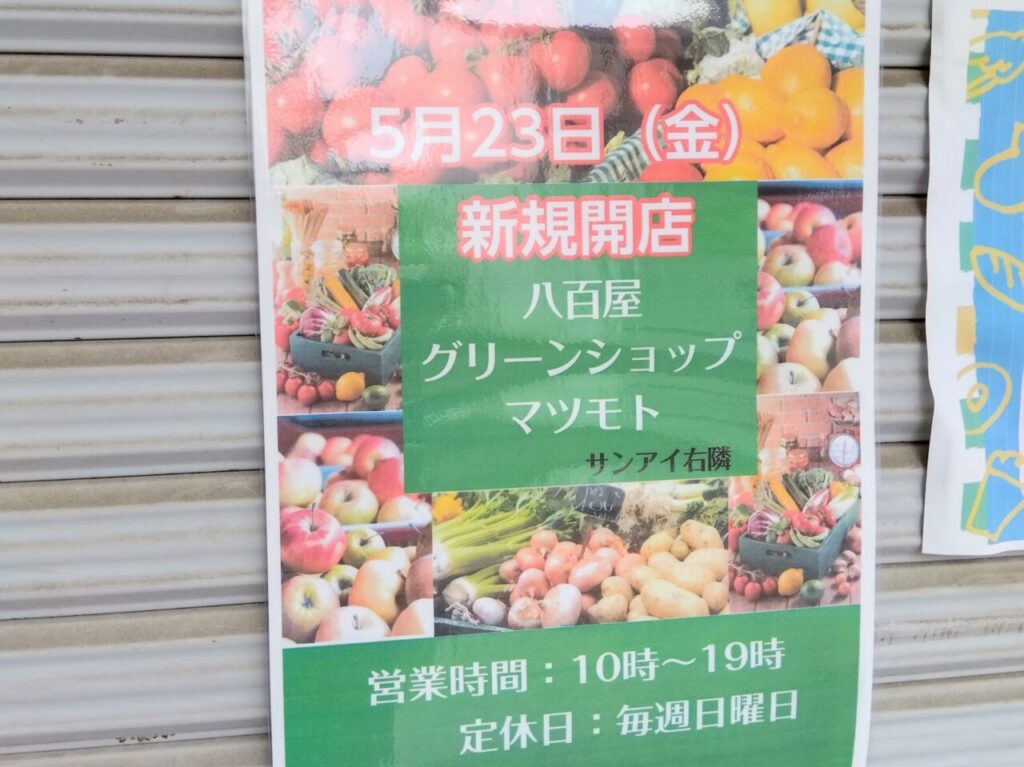 5月23日（金）
新規開店
八百屋
グリーンショップ
マツモト
サンアイ右隣
営業時間：10時～19時
定休日：毎週日曜日